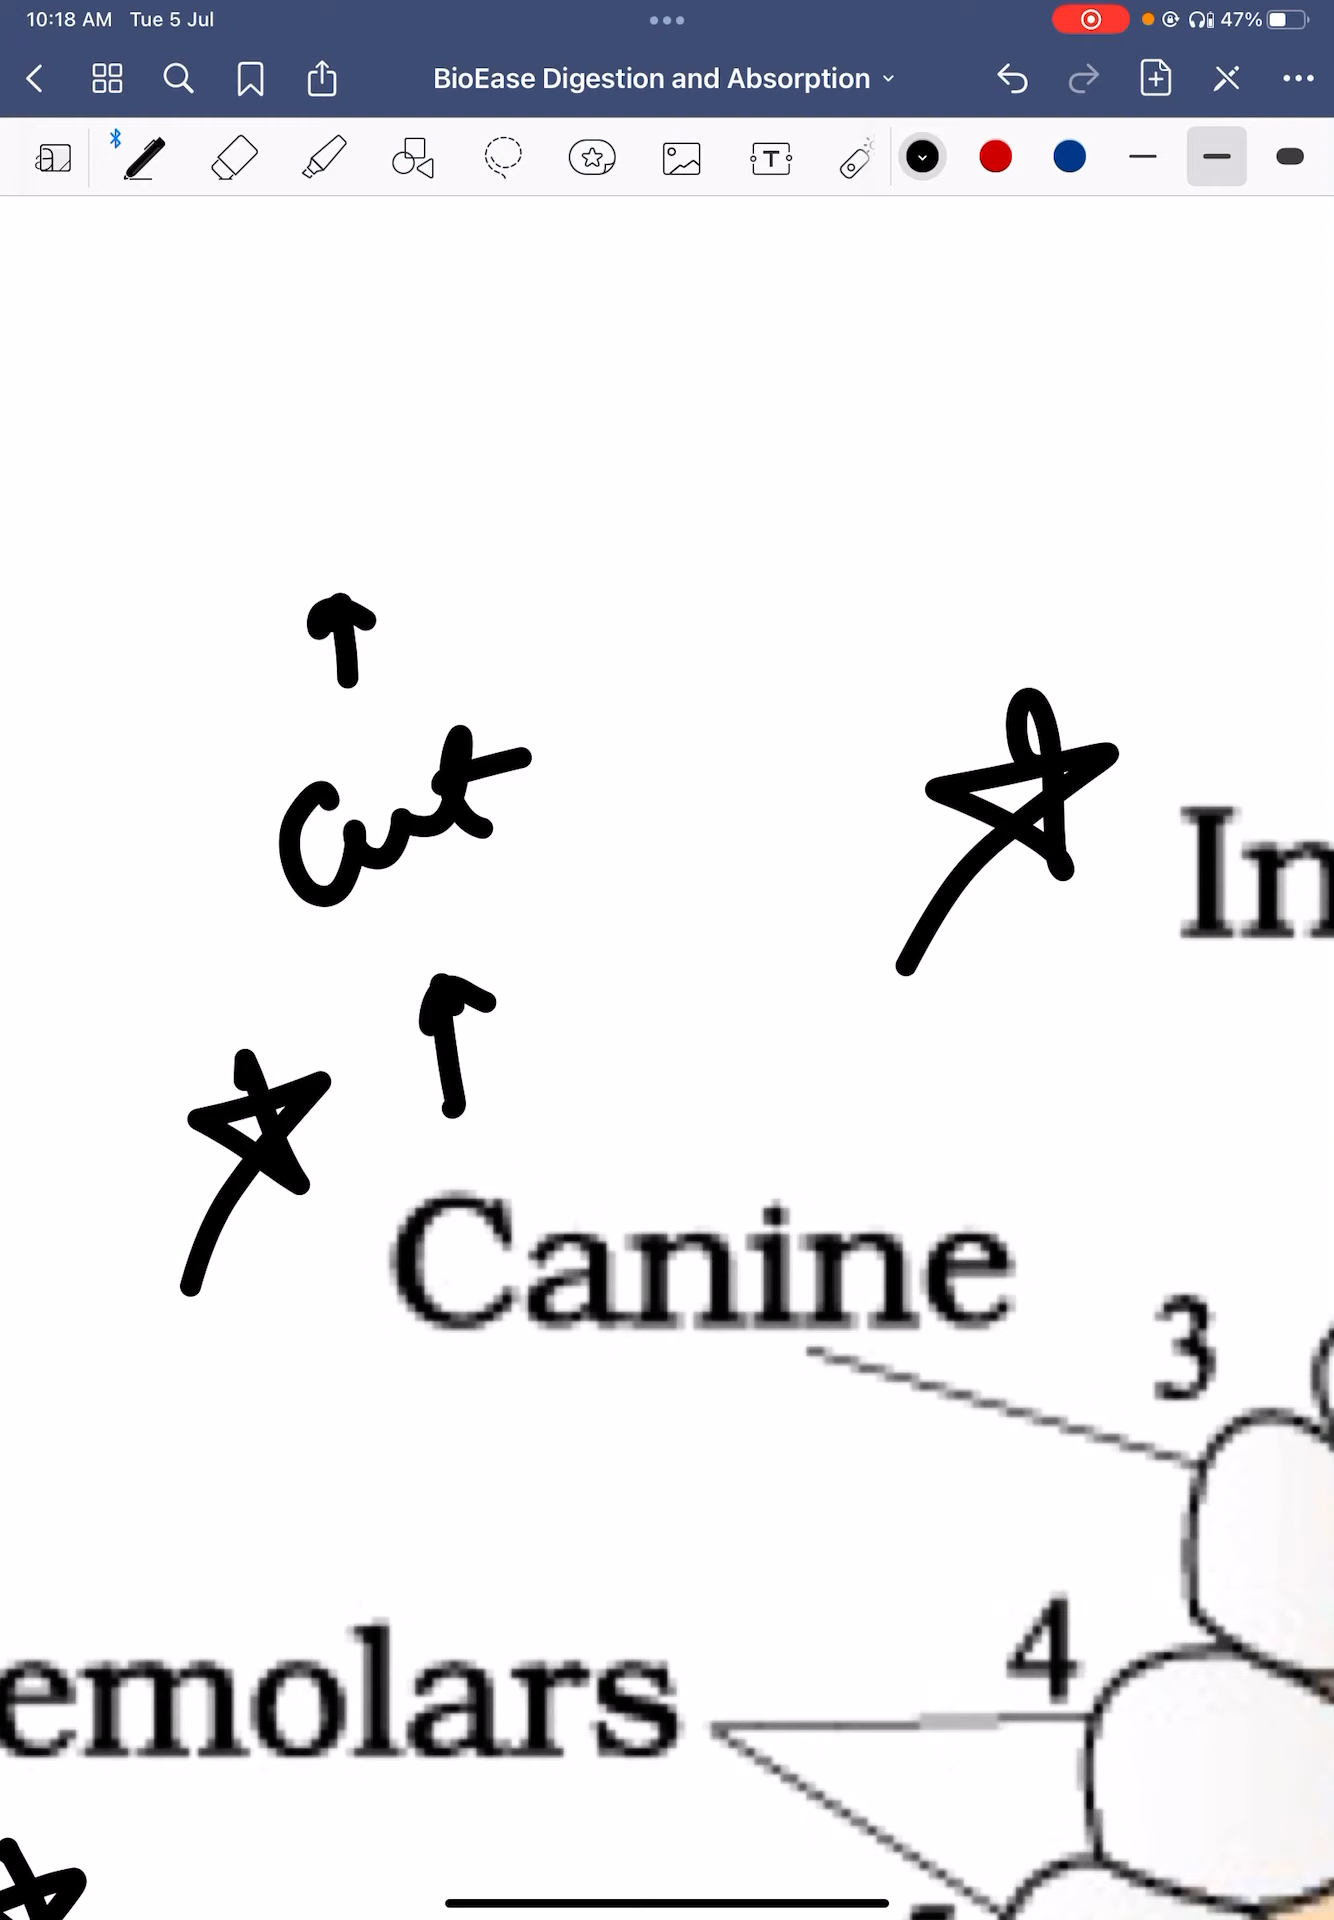 10:18 AM Tue 5 Jul
47%
BioEase Digestion and Absorption
T
Cut
In
Canine
3
4
emolars